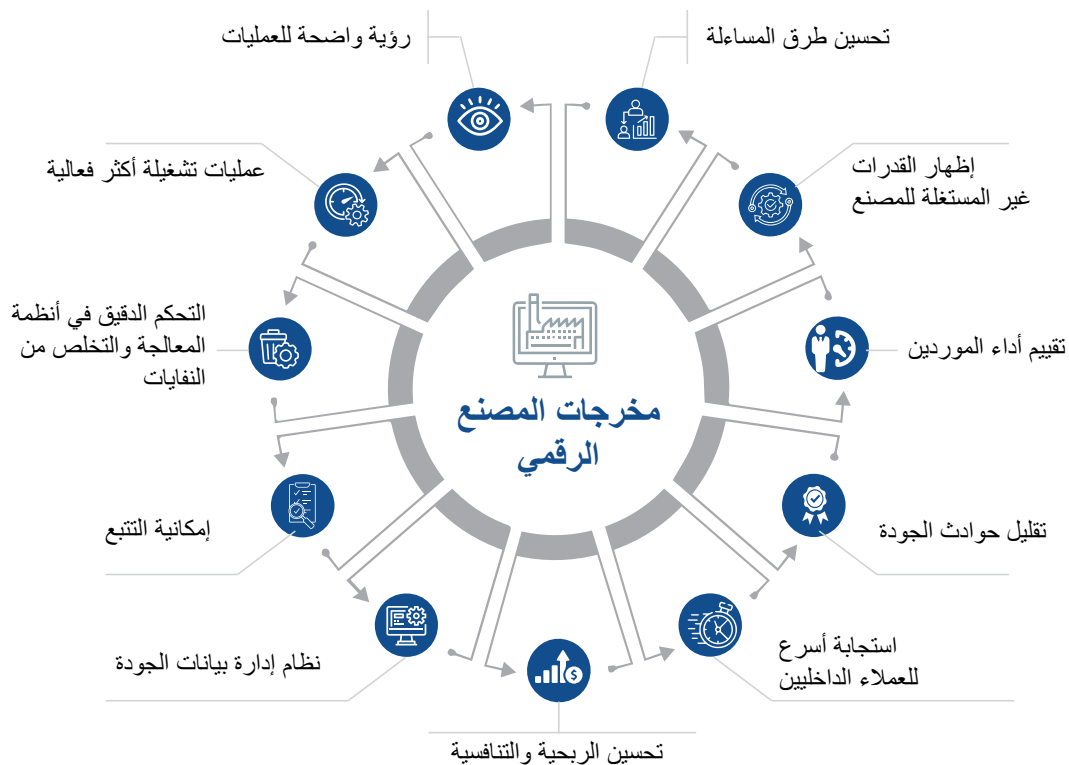 مخرجات المصنع
الرقمي
تحسين طرق المساءلة
إظهار القدرات
غير المستغلة للمصنع
تقييم أداء الموردين
تقليل حوادث الجودة
استجابة أسرع
للعملاء الداخليين
تحسين الربحية والتنافسية
نظام إدارة بيانات الجودة
إمكانية التتبع
التحكم الدقيق في أنظمة
المعالجة والتخلص من
النفايات
عمليات تشغيلة أكثر فعالية
رؤية واضحة للعمليات